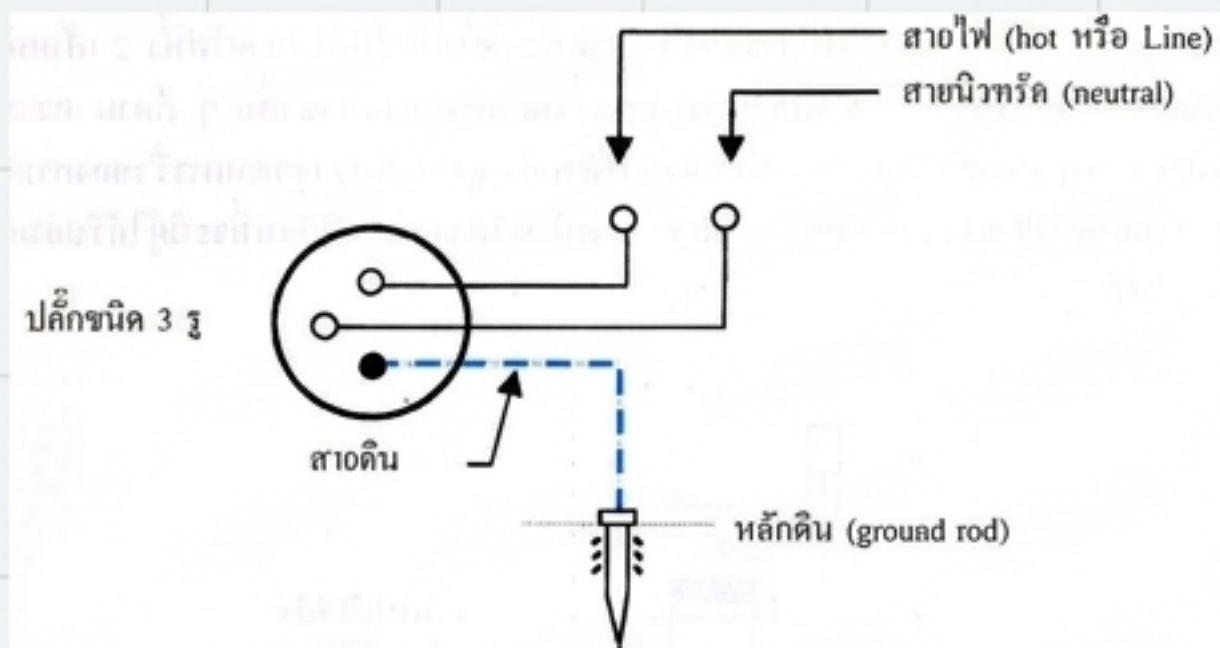 สายไฟ (hot หรือ Line)
สายนิวทรัด (neutral)
ปลั๊กชนิด 3 รู
สายดิน
หลักดิน (ground rod)